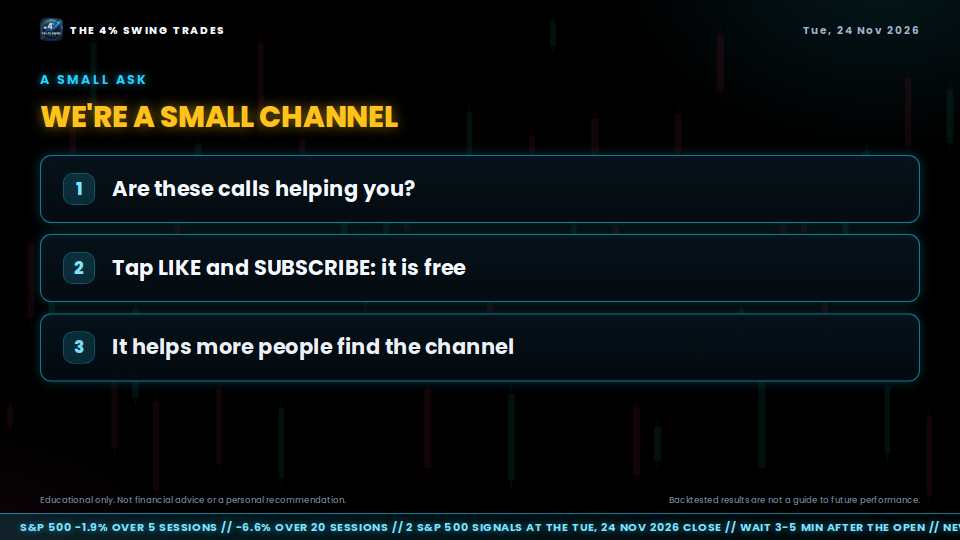 THE 4% SWING TRADES
Tue, 24 Nov 2026
A SMALL ASK
WE'RE A SMALL CHANNEL
1 Are these calls helping you?
2 Tap LIKE and SUBSCRIBE: it is free
3 It helps more people find the channel
Educational only. Not financial advice or a personal recommendation.
Backtested results are not a guide to future performance.
S&P 500 -1.9% OVER 5 SESSIONS // -6.6% OVER 20 SESSIONS // 2 S&P 500 SIGNALS AT THE TUE, 24 NOV 2026 CLOSE // WAIT 3-5 MIN AFTER THE OPEN //